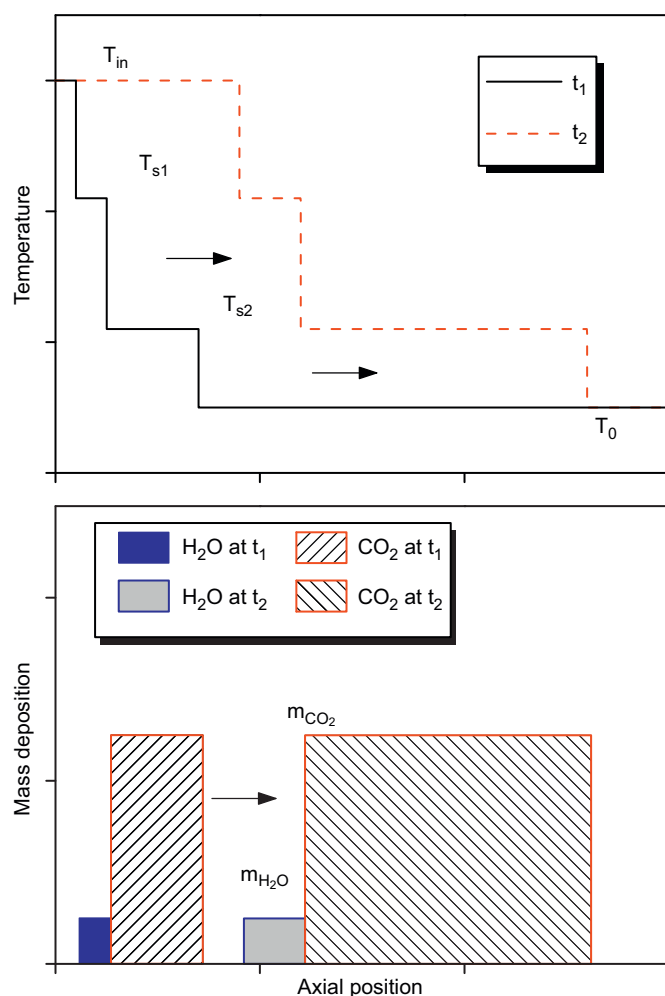 T_in
t_1
t_2
T_s1
T_s2
T_0
Temperature
H_2O at t_1
CO_2 at t_1
H_2O at t_2
CO_2 at t_2
m_CO_2
m_H_2O
Mass deposition
Axial position